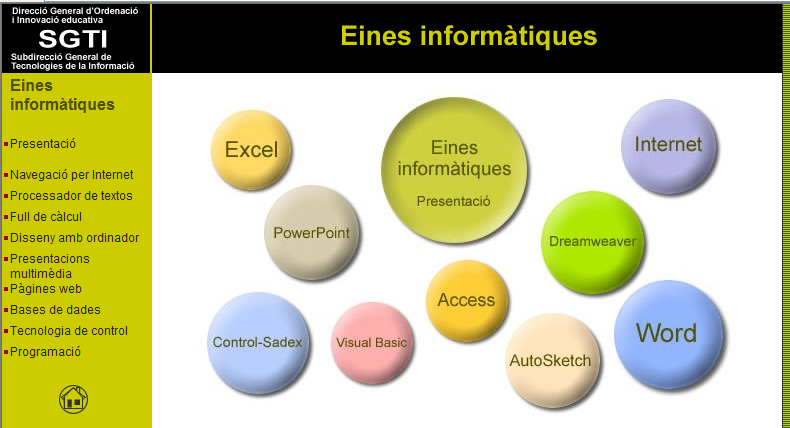 Direcció General d'Ordenació
i Innovació educativa
SGTI
Subdirecció General de
Tecnologies de la Informació
Eines informàtiques
Eines
informàtiques
Presentació
Navegació per Internet
Processador de textos
Full de càlcul
Disseny amb ordinador
Presentacions
multimèdia
Pàgines web
Bases de dades
Tecnologia de control
Programació
Excel
Eines
informàtiques
Presentació
Internet
PowerPoint
Dreamweaver
Access
Control-Sadex
Visual Basic
AutoSketch
Word